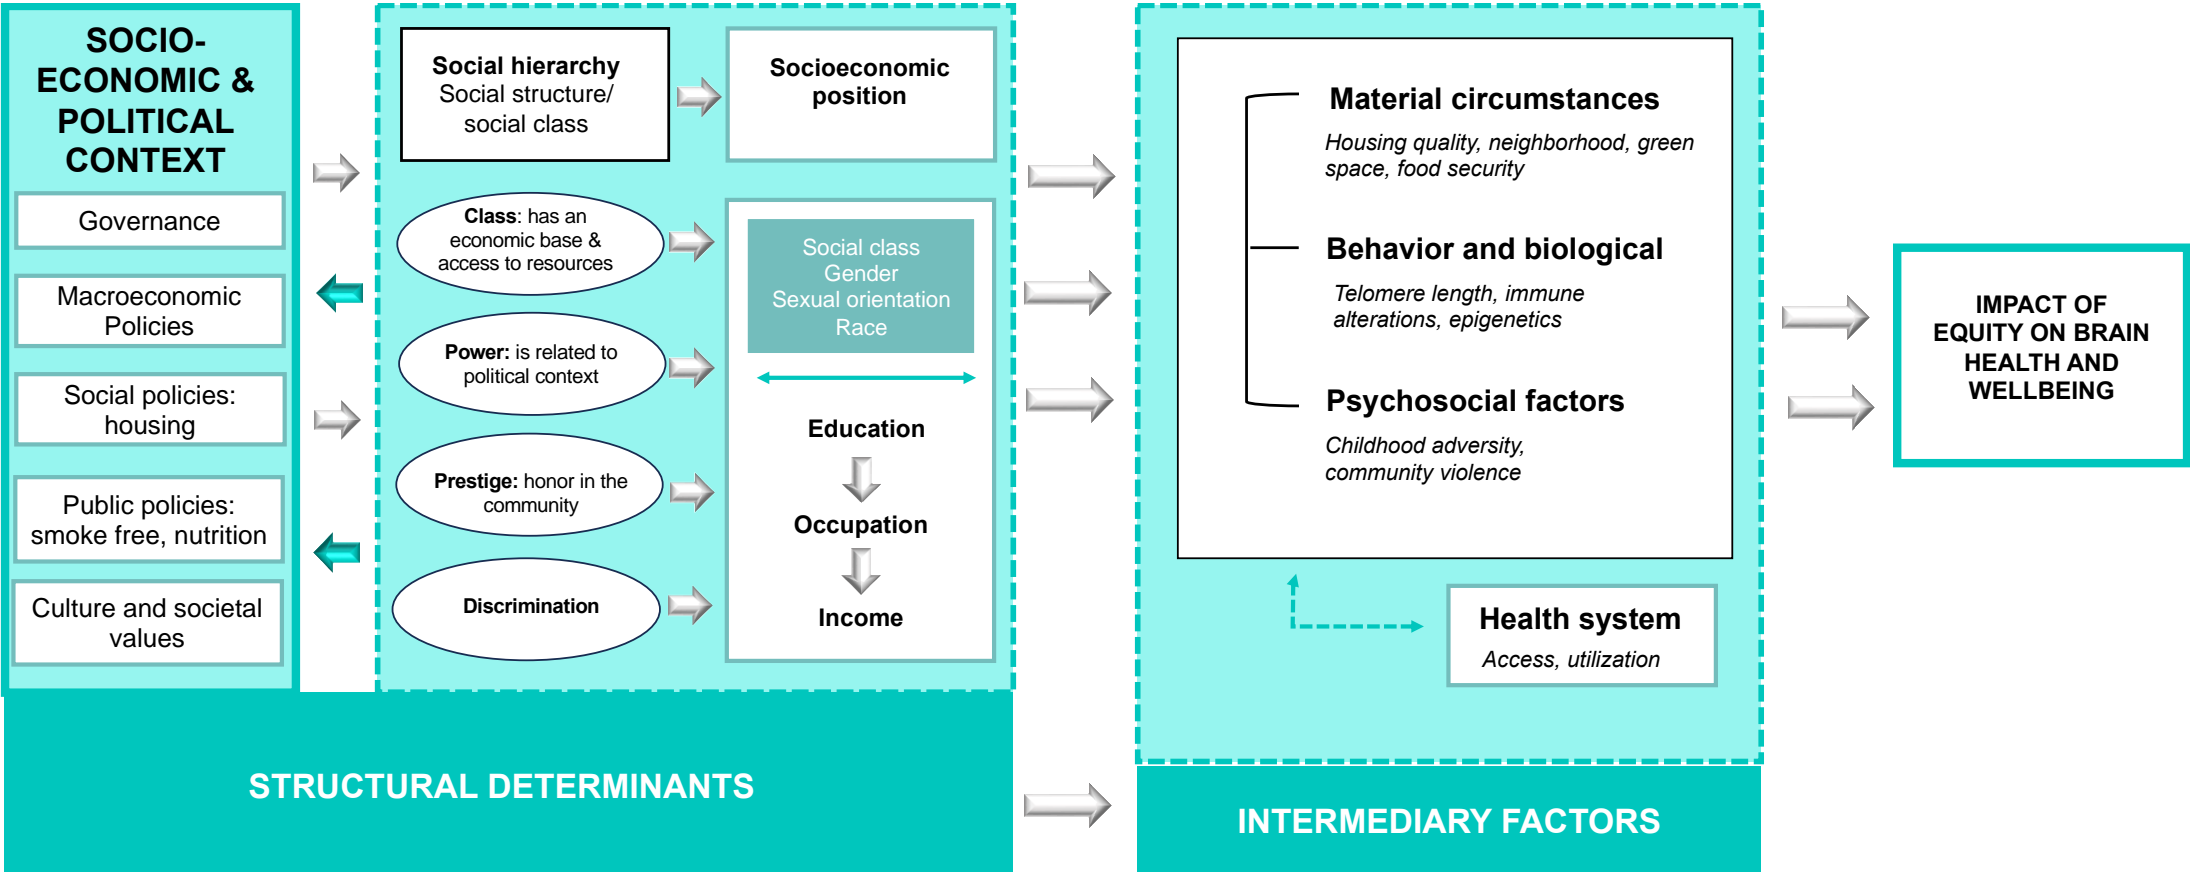 SOCIO-
ECONOMIC &
POLITICAL
CONTEXT
Governance
Macroeconomic
Policies
Social policies:
housing
Public policies:
smoke free, nutrition
Culture and societal
values
Social hierarchy
Social structure/
social class
Socioeconomic
position
Class: has an
economic base &
access to resources
Power: is related to
political context
Prestige: honor in the
community
Discrimination
Social class
Gender
Sexual orientation
Race
Education
Occupation
Income
STRUCTURAL DETERMINANTS
Material circumstances
Housing quality, neighborhood, green
space, food security
Behavior and biological
Telomere length, immune
alterations, epigenetics
Psychosocial factors
Childhood adversity,
community violence
Health system
Access, utilization
INTERMEDIARY FACTORS
IMPACT OF
EQUITY ON BRAIN
HEALTH AND
WELLBEING